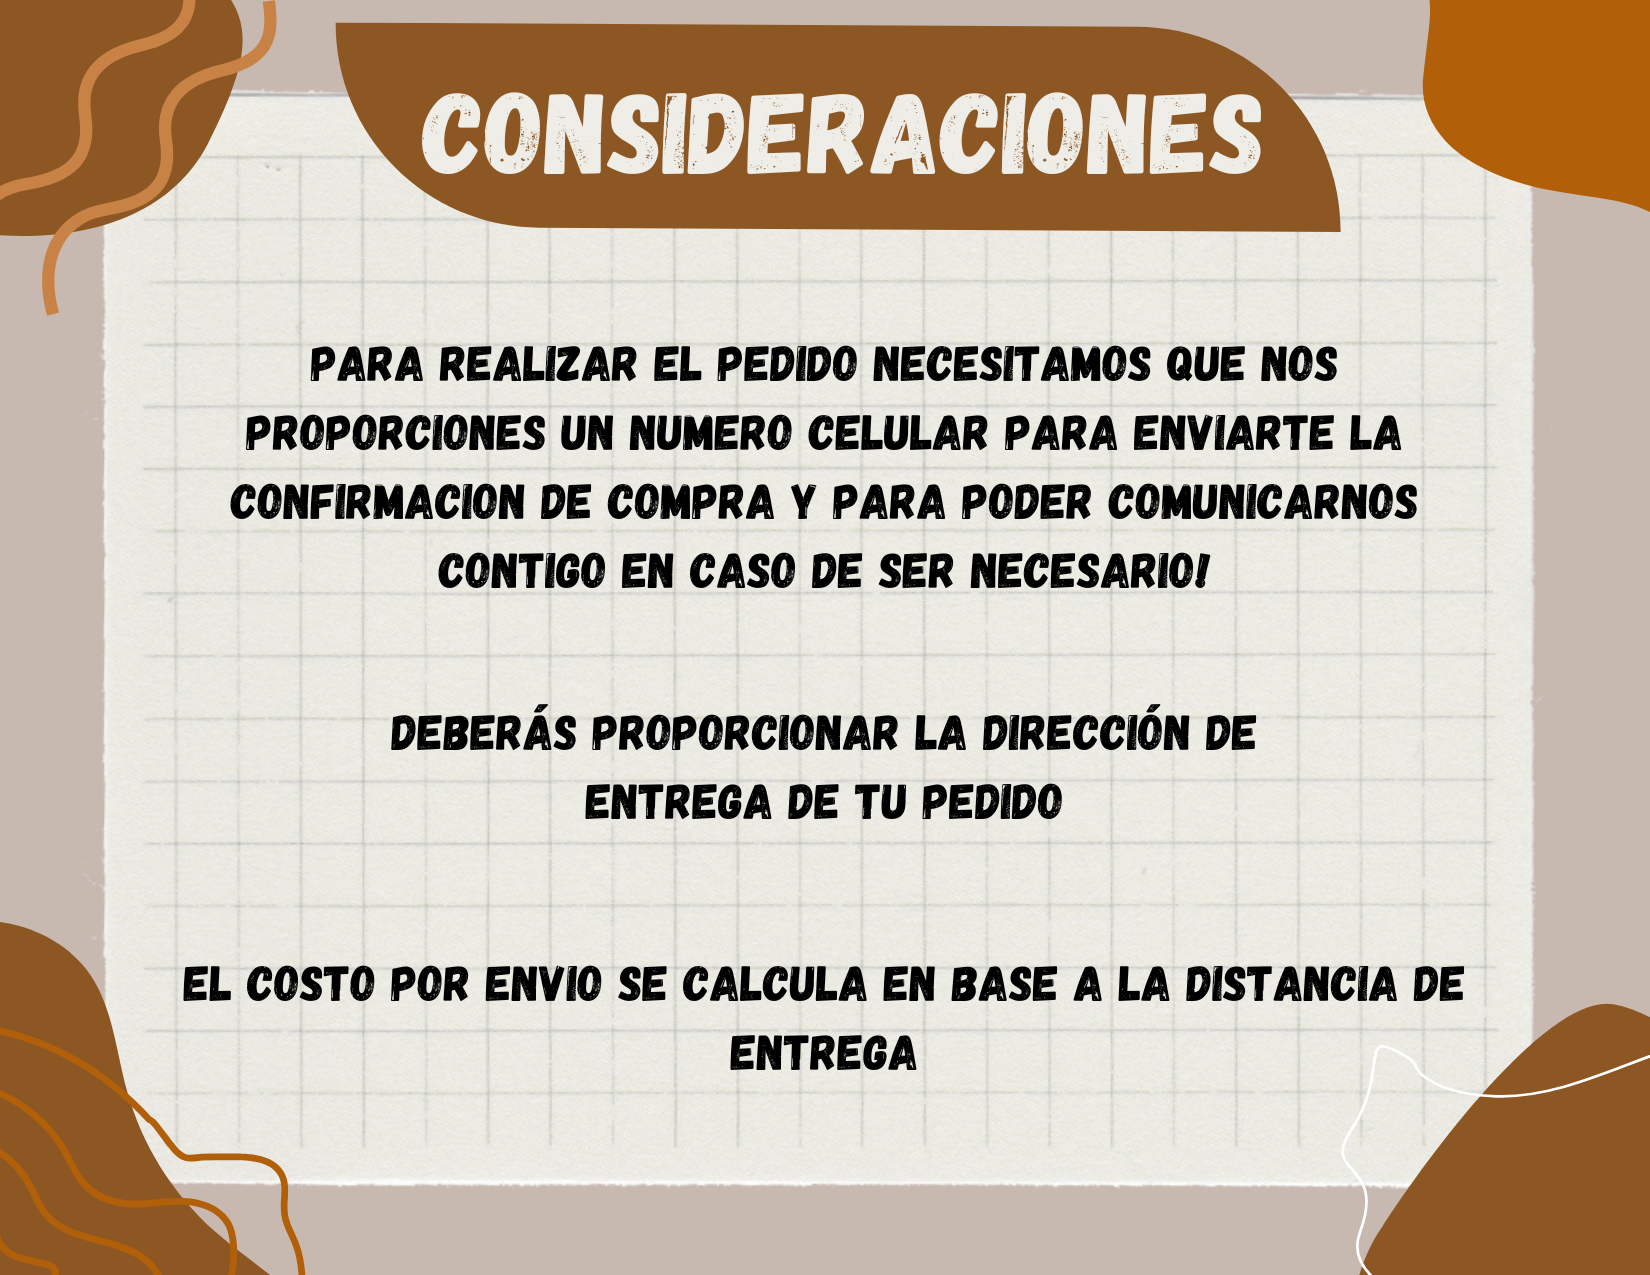 CONSIDERACIONES
PARA REALIZAR EL PEDIDO NECESITAMOS QUE NOS
PROPORCIONES UN NUMERO CELULAR PARA ENVIARTE LA
CONFIRMACION DE COMPRA Y PARA PODER COMUNICARNOS
CONTIGO EN CASO DE SER NECESARIO!
DEBERÁS PROPORCIONAR LA DIRECCIÓN DE
ENTREGA DE TU PEDIDO
EL COSTO POR ENVIO SE CALCULA EN BASE A LA DISTANCIA DE
ENTREGA